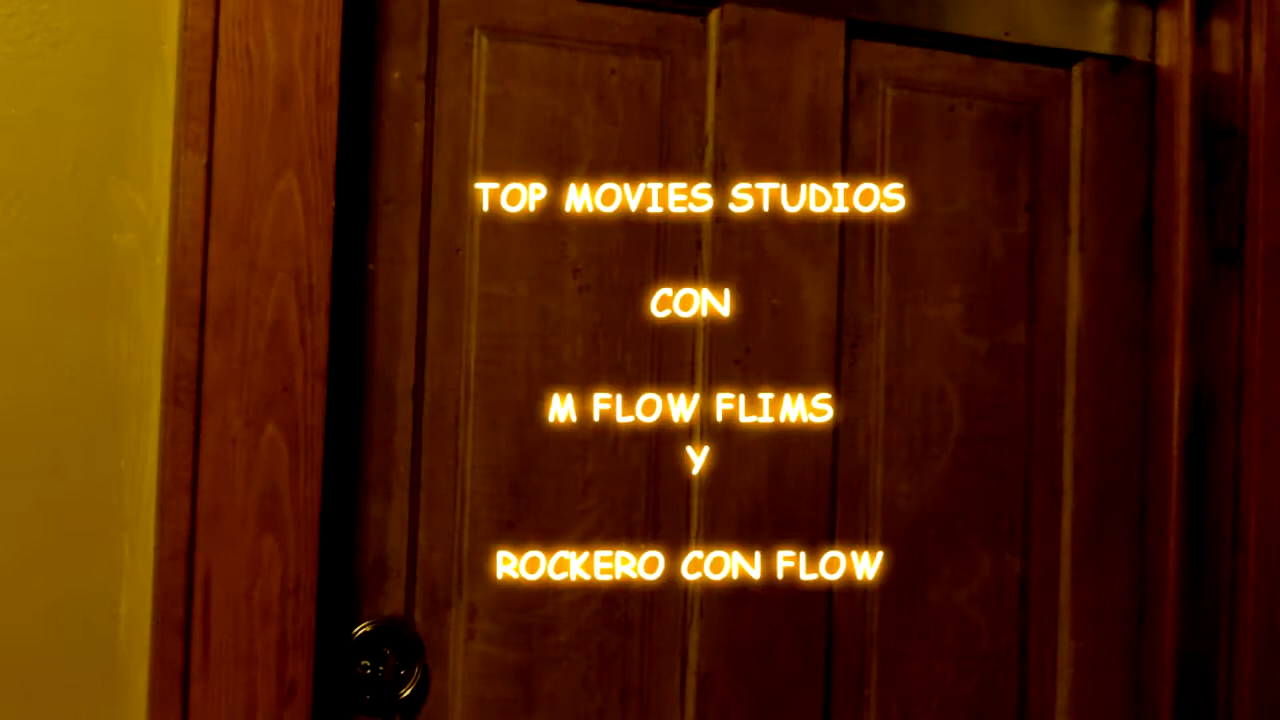 TOP MOVIES STUDIOS
CON
M FLOW FLIMS
Y
ROCKERO CON FLOW